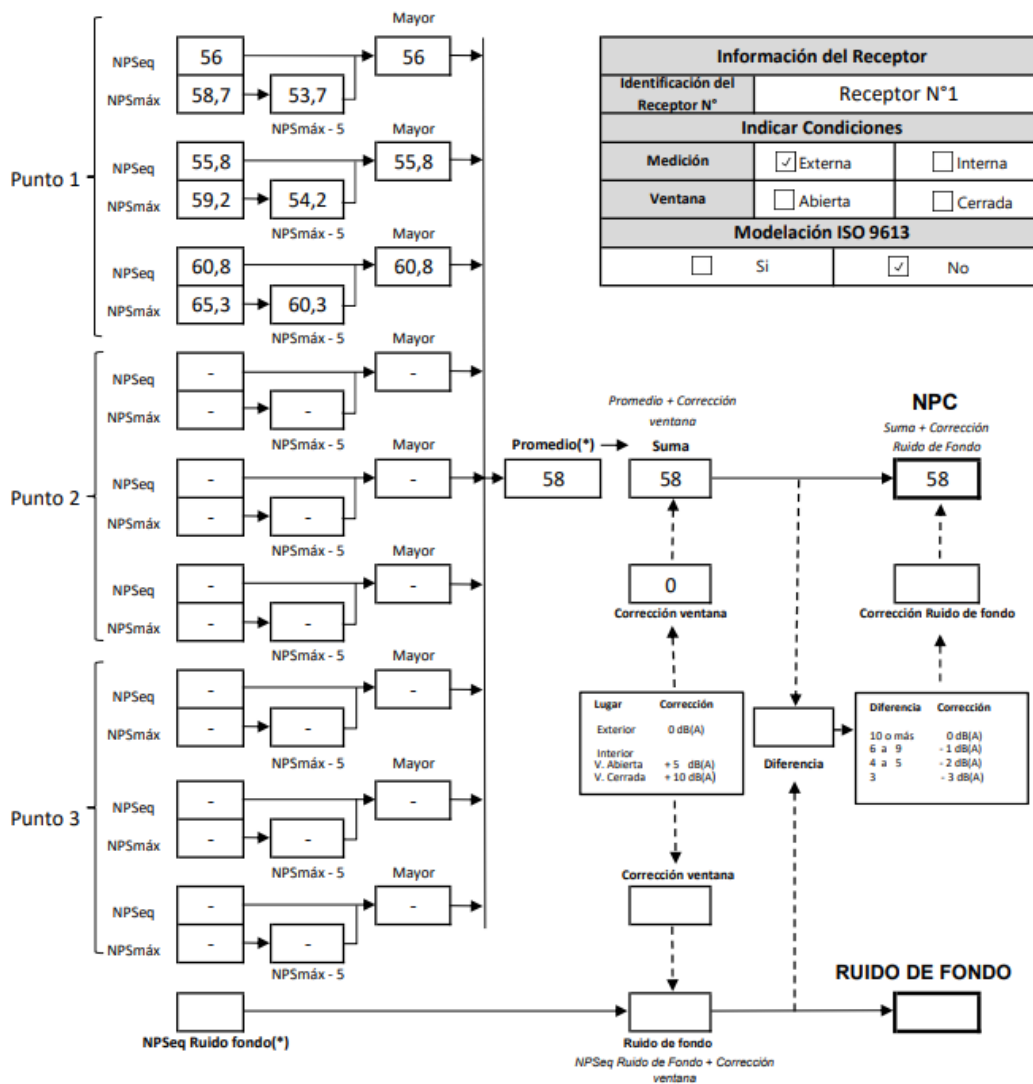 Mayor
NPSeq 56 56
NPSmáx 58,7 53,7
NPSmáx - 5
Mayor
NPSeq 55,8 55,8
Punto 1
NPSmáx 59,2 54,2
NPSmáx - 5
Mayor
NPSeq 60,8 60,8
NPSmáx 65,3 60,3
NPSmáx - 5
Mayor
NPSeq - -
NPSmáx - -
NPSmáx - 5
Mayor
NPSeq - -
Punto 2
NPSmáx - -
NPSmáx - 5
Mayor
NPSeq - -
NPSmáx - -
NPSmáx - 5
Mayor
NPSeq - -
NPSmáx - -
NPSmáx - 5
Mayor
NPSeq - -
Punto 3
NPSmáx - -
NPSmáx - 5
Mayor
NPSeq - -
NPSmáx - -
NPSmáx - 5
NPSeq Ruido fondo(*)
Información del Receptor
Identificación del Receptor N°
Receptor N°1
Indicar Condiciones
Medición ✓ Externa Interna
Ventana Abierta Cerrada
Modelación ISO 9613
Si ✓ No
Promedio(*)
58
Promedio + Corrección
ventana
Suma
58
NPC
Suma + Corrección
Ruido de Fondo
58
0
Corrección ventana
Corrección Ruido de fondo
Lugar Corrección
Exterior 0 dB(A)
Interior
V. Abierta + 5 dB(A)
V. Cerrada + 10 dB(A)
Diferencia
Diferencia Corrección
10 o más 0 dB(A)
6 a 9 - 1 dB(A)
4 a 5 - 2 dB(A)
3 - 3 dB(A)
Corrección ventana
Ruido de fondo
NPSeq Ruido de Fondo + Corrección
ventana
RUIDO DE FONDO